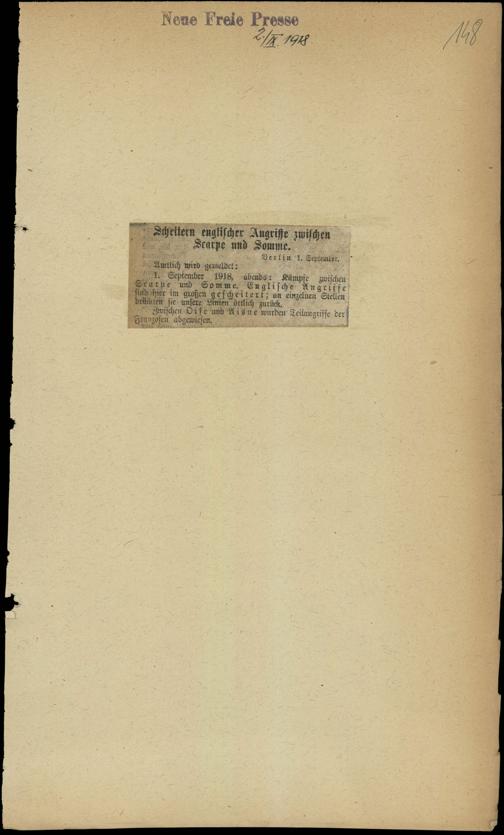 Neue Freie Presse
2/IX. 1918.
148
Scheitern englischer Angriffe zwischen
Scarpe und Somme.
Berlin 1. September.
Amtlich wird gemeldet:
1. September 1918, abends: Kämpfe zwischen
Scarpe und Somme. Englische Angriffe
sind hier im großen gescheitert; an einzelnen Stellen
drückten sie unsere Linien örtlich zurück.
Zwischen Oise und Aisne wurden Teilangriffe der
Franzosen abgewiesen.